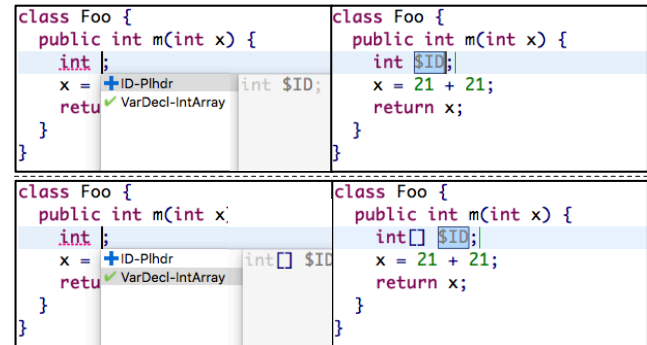 class Foo {
public int m(int x) {
int ;
x = ID-Plhdr int $ID;
retu VarDecl-IntArray
}
}
class Foo {
public int m(int x) {
int $ID;
x = 21 + 21;
return x;
}
}
class Foo {
public int m(int x)
int ;
x = ID-Plhdr int[] $ID
retu VarDecl-IntArray
}
}
class Foo {
public int m(int x) {
int[] $ID;
x = 21 + 21;
return x;
}
}